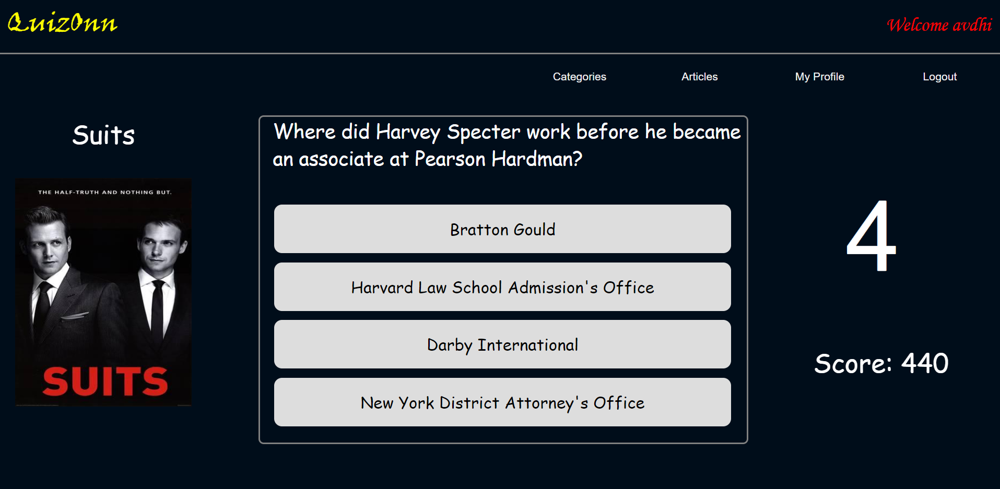 QuizOnn
Welcome avdhi
Categories
Articles
My Profile
Logout
Suits
THE HALF-TRUTH AND NOTHING BUT.
SUITS
Where did Harvey Specter work before he became
an associate at Pearson Hardman?
Bratton Gould
Harvard Law School Admission's Office
Darby International
New York District Attorney's Office
4
Score: 440